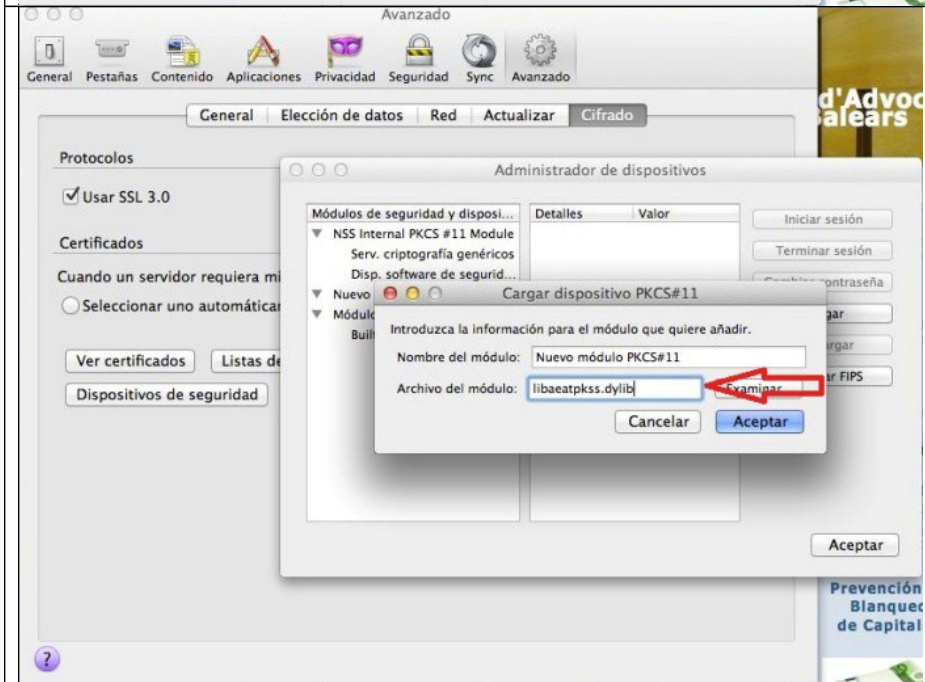 Avanzado
General Pestañas Contenido Aplicaciones Privacidad Seguridad Sync Avanzado
General Elección de datos Red Actualizar Cifrado
d'Advoc
alears
Protocolos
Usar SSL 3.0
Certificados
Cuando un servidor requiera mi
Seleccionar uno automáticar
Ver certificados Listas de
Dispositivos de seguridad
Administrador de dispositivos
Módulos de seguridad y disposi... Detalles Valor
NSS Internal PKCS #11 Module
Serv. criptografía genéricos
Disp. software de segurid...
Nuevo
Módulo
Built
Iniciar sesión
Terminar sesión
contraseña
gar
rgar
ar FIPS
Cargar dispositivo PKCS#11
Introduzca la información para el módulo que quiere añadir.
Nombre del módulo: Nuevo módulo PKCS#11
Archivo del módulo: libaeatpkss.dylib Examinar...
Cancelar Aceptar
Aceptar
Prevención
Blanquec
de Capital
?